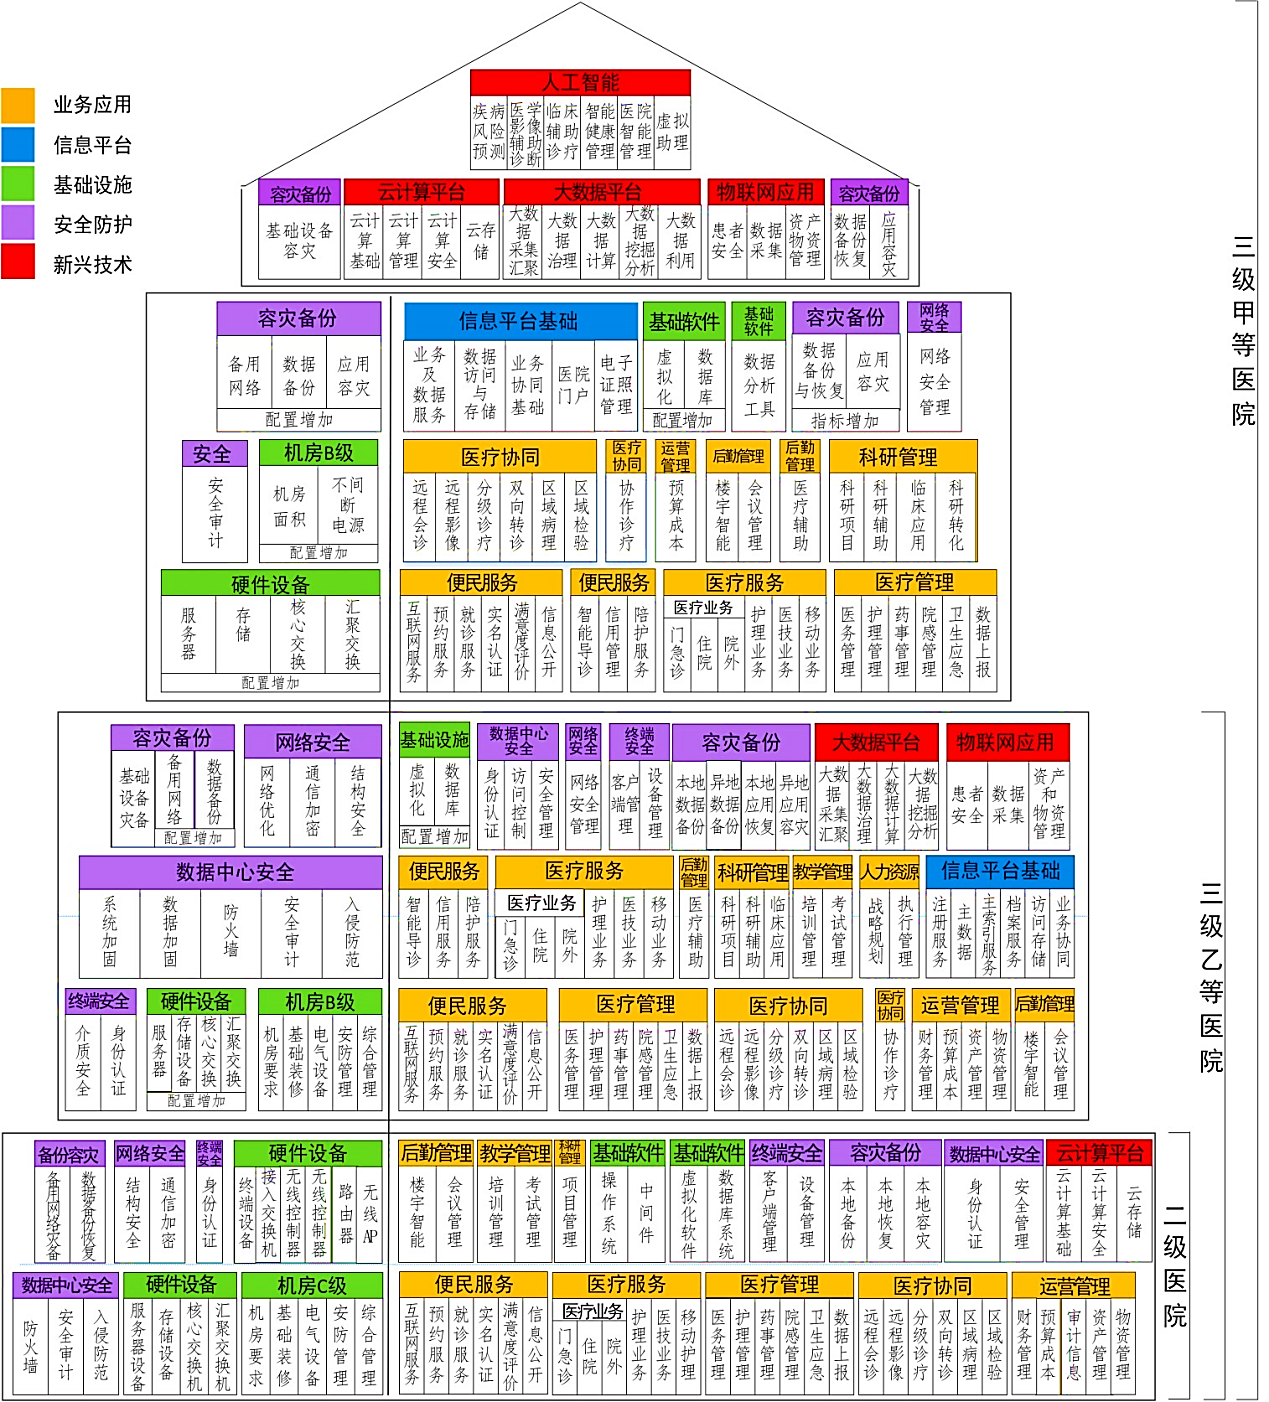 人工智能
疾病风险预测
医学影像辅助诊断
临床辅助诊疗
智能健康管理
医院智能管理
虚拟助理
业务应用
信息平台
基础设施
安全防护
新兴技术
容灾备份
基础设备容灾
云计算平台
云计算基础
云计算管理
云计算安全
云存储
大数据平台
大数据采集汇聚
大数据治理
大数据计算
大数据挖掘分析
大数据利用
物联网应用
患者安全
数据采集
资产物资管理
容灾备份
数据备份恢复
应用容灾
三级甲等医院
容灾备份
备用网络
数据备份
应用容灾
配置增加
信息平台基础
业务及数据服务
数据访问与存储
业务协同基础
医院门户
电子证照管理
基础软件
虚拟化
数据库
配置增加
基础软件
数据分析工具
容灾备份
数据备份与恢复
应用容灾
指标增加
网络安全
网络安全管理
安全
安全审计
机房B级
机房面积
不间断电源
配置增加
医疗协同
远程会诊
远程影像
分级诊疗
双向转诊
区域病理
区域检验
医疗协同
协作诊疗
运营管理
预算成本
后勤管理
楼宇智能
会议管理
后勤管理
医疗辅助
科研管理
科研项目
科研辅助
临床应用
科研转化
硬件设备
服务器
存储
核心交换
汇聚交换
配置增加
便民服务
互联网服务
预约服务
就诊服务
实名认证
满意度评价
信息公开
便民服务
智能导诊
信用管理
陪护服务
医疗服务
医疗业务
门急诊
住院
院外
护理业务
医技业务
移动业务
医疗管理
医务管理
护理管理
药事管理
院感管理
卫生应急
数据上报
三级乙等医院
容灾备份
基础设备灾备
备用网络
数据备份
配置增加
网络安全
网络优化
通信加密
结构安全
基础设施
虚拟化
数据库
配置增加
数据中心安全
身份认证
访问控制
安全管理
网络安全
网络安全管理
终端安全
客户端管理
设备管理
容灾备份
本地数据备份
异地数据备份
本地应用恢复
异地应用容灾
大数据平台
大数据采集汇聚
大数据治理
大数据计算
大数据挖掘分析
物联网应用
患者安全
数据采集
资产和物资管理
数据中心安全
系统加固
数据加固
防火墙
安全审计
入侵防范
便民服务
智能导诊
信用服务
陪护服务
医疗服务
医疗业务
门急诊
住院
院外
护理业务
医技业务
移动业务
后勤管理
医疗辅助
科研管理
科研项目
科研辅助
临床应用
教学管理
培训管理
考试管理
人力资源
战略规划
执行管理
信息平台基础
注册服务
主数据
主索引服务
档案服务
访问存储
业务协同
终端安全
介质安全
身份认证
硬件设备
服务器
存储设备
核心交换
汇聚交换
配置增加
机房B级
机房要求
基础装修
电气设备
安防管理
综合管理
便民服务
互联网服务
预约服务
就诊服务
实名认证
满意度评价
信息公开
医疗管理
医务管理
护理管理
药事管理
院感管理
卫生应急
数据上报
医疗协同
远程会诊
远程影像
分级诊疗
双向转诊
区域病理
区域检验
医疗协同
协作诊疗
运营管理
财务管理
预算成本
资产管理
物资管理
后勤管理
楼宇智能
会议管理
二级医院
备份容灾
备用网络灾备
数据备份恢复
网络安全
结构安全
通信加密
终端安全
身份认证
硬件设备
终端设备
接入交换机
无线控制器
无线控制器
路由器
无线AP
后勤管理
楼宇智能
会议管理
教学管理
培训管理
考试管理
科研管理
项目管理
基础软件
操作系统
中间件
基础软件
虚拟化软件
数据库系统
终端安全
客户端管理
设备管理
容灾备份
本地备份
本地恢复
本地容灾
数据中心安全
身份认证
安全管理
云计算平台
云计算基础
云计算安全
云存储
数据中心安全
防火墙
安全审计
入侵防范
硬件设备
服务器设备
存储设备
核心交换机
汇聚交换机
机房C级
机房要求
基础装修
电气设备
安防管理
综合管理
便民服务
互联网服务
预约服务
就诊服务
实名认证
满意度评价
信息公开
医疗服务
医疗业务
门急诊
住院
院外
护理业务
医技业务
移动护理
医疗管理
医务管理
护理管理
药事管理
院感管理
卫生应急
数据上报
医疗协同
远程会诊
远程影像
分级诊疗
双向转诊
区域病理
区域检验
运营管理
财务管理
预算成本
审计信息
资产管理
物资管理